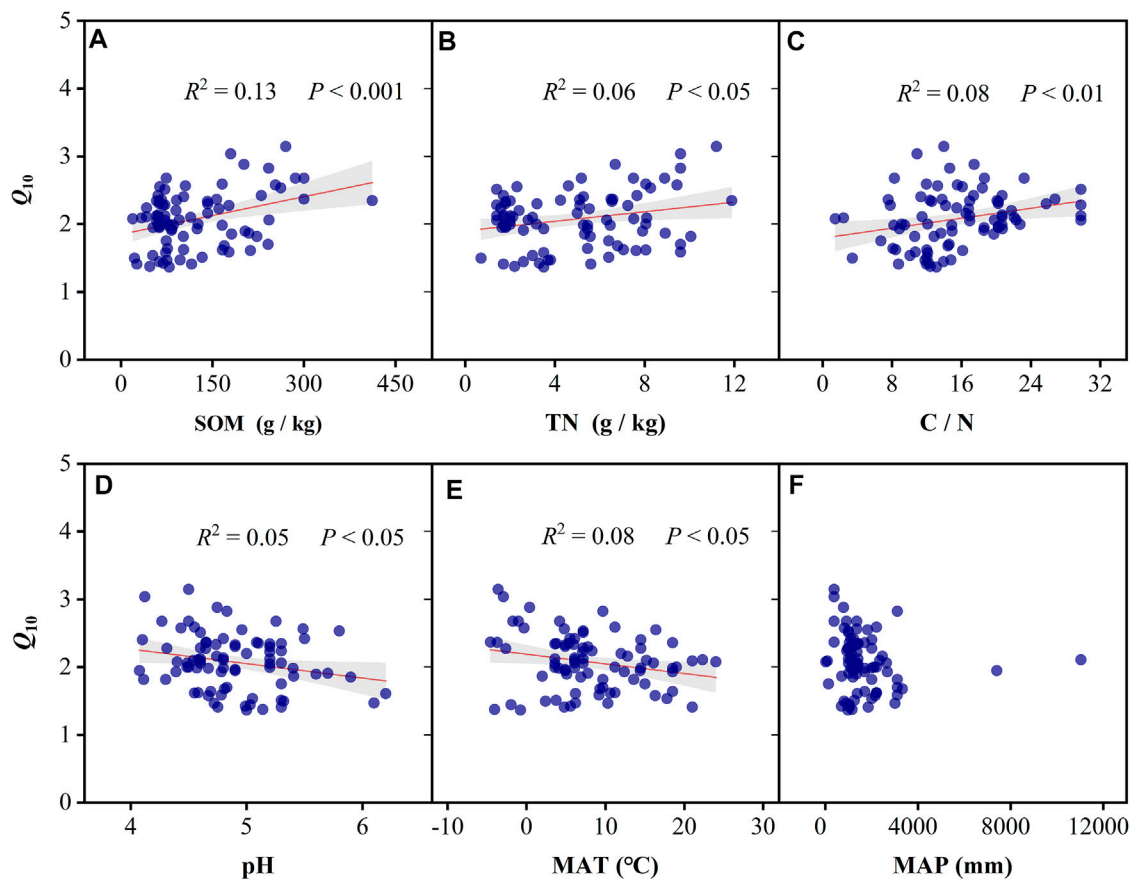 A
B
C
R² = 0.13 P < 0.001
R² = 0.06 P < 0.05
R² = 0.08 P < 0.01
Q₁₀
5
4
3
2
1
0
0 150 300 450
0 4 8 12
0 8 16 24 32
SOM (g / kg)
TN (g / kg)
C / N
D
E
F
R² = 0.05 P < 0.05
R² = 0.08 P < 0.05
Q₁₀
5
4
3
2
1
0
4 5 6
-10 0 10 20 30
0 4000 8000 12000
pH
MAT (℃)
MAP (mm)